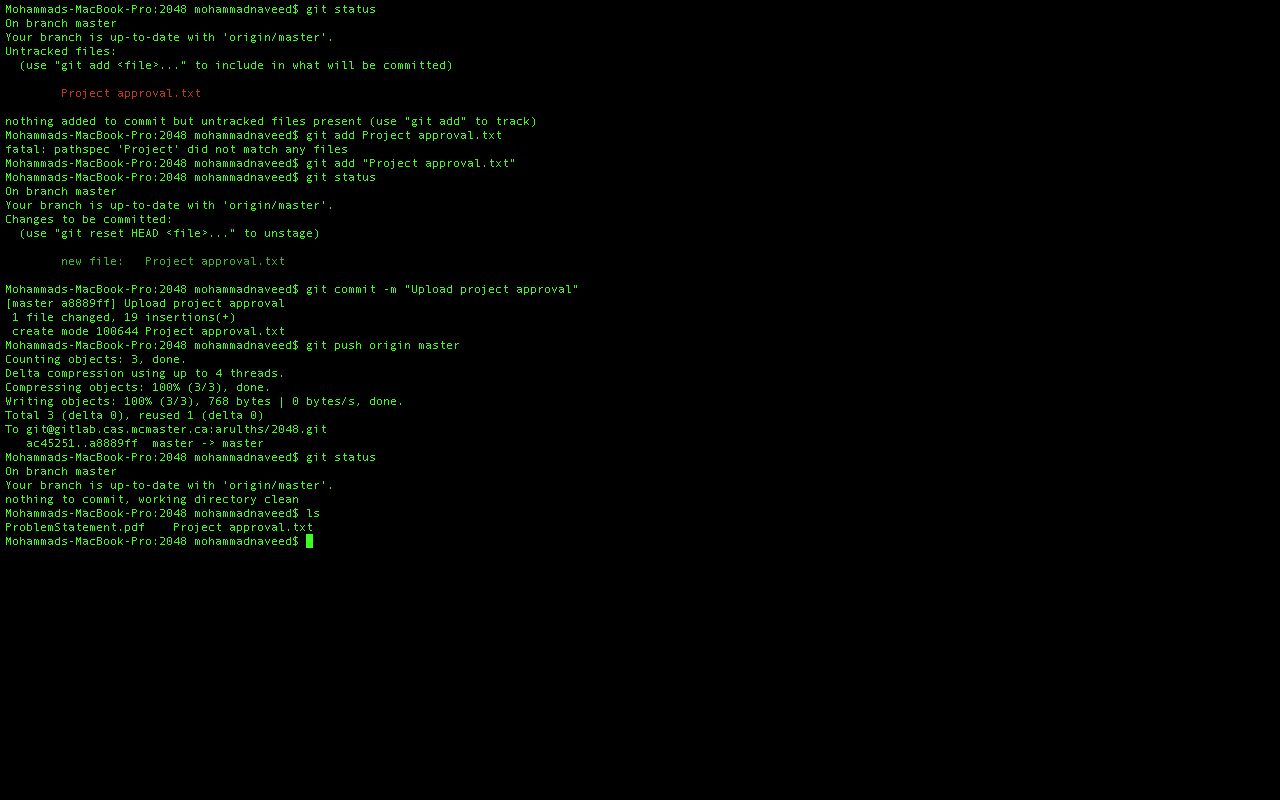 Mohammads-MacBook-Pro:2048 mohammadnaveed$ git status
On branch master
Your branch is up-to-date with 'origin/master'.
Untracked files:
  (use "git add <file>..." to include in what will be committed)
        Project approval.txt
nothing added to commit but untracked files present (use "git add" to track)
Mohammads-MacBook-Pro:2048 mohammadnaveed$ git add Project approval.txt
fatal: pathspec 'Project' did not match any files
Mohammads-MacBook-Pro:2048 mohammadnaveed$ git add "Project approval.txt"
Mohammads-MacBook-Pro:2048 mohammadnaveed$ git status
On branch master
Your branch is up-to-date with 'origin/master'.
Changes to be committed:
  (use "git reset HEAD <file>..." to unstage)
        new file:   Project approval.txt
Mohammads-MacBook-Pro:2048 mohammadnaveed$ git commit -m "Upload project approval"
[master a8889ff] Upload project approval
 1 file changed, 19 insertions(+)
 create mode 100644 Project approval.txt
Mohammads-MacBook-Pro:2048 mohammadnaveed$ git push origin master
Counting objects: 3, done.
Delta compression using up to 4 threads.
Compressing objects: 100% (3/3), done.
Writing objects: 100% (3/3), 768 bytes | 0 bytes/s, done.
Total 3 (delta 0), reused 1 (delta 0)
To git@gitlab.cas.mcmaster.ca:arulths/2048.git
   ac45251..a8889ff  master -> master
Mohammads-MacBook-Pro:2048 mohammadnaveed$ git status
On branch master
Your branch is up-to-date with 'origin/master'.
nothing to commit, working directory clean
Mohammads-MacBook-Pro:2048 mohammadnaveed$ ls
ProblemStatement.pdf    Project approval.txt
Mohammads-MacBook-Pro:2048 mohammadnaveed$